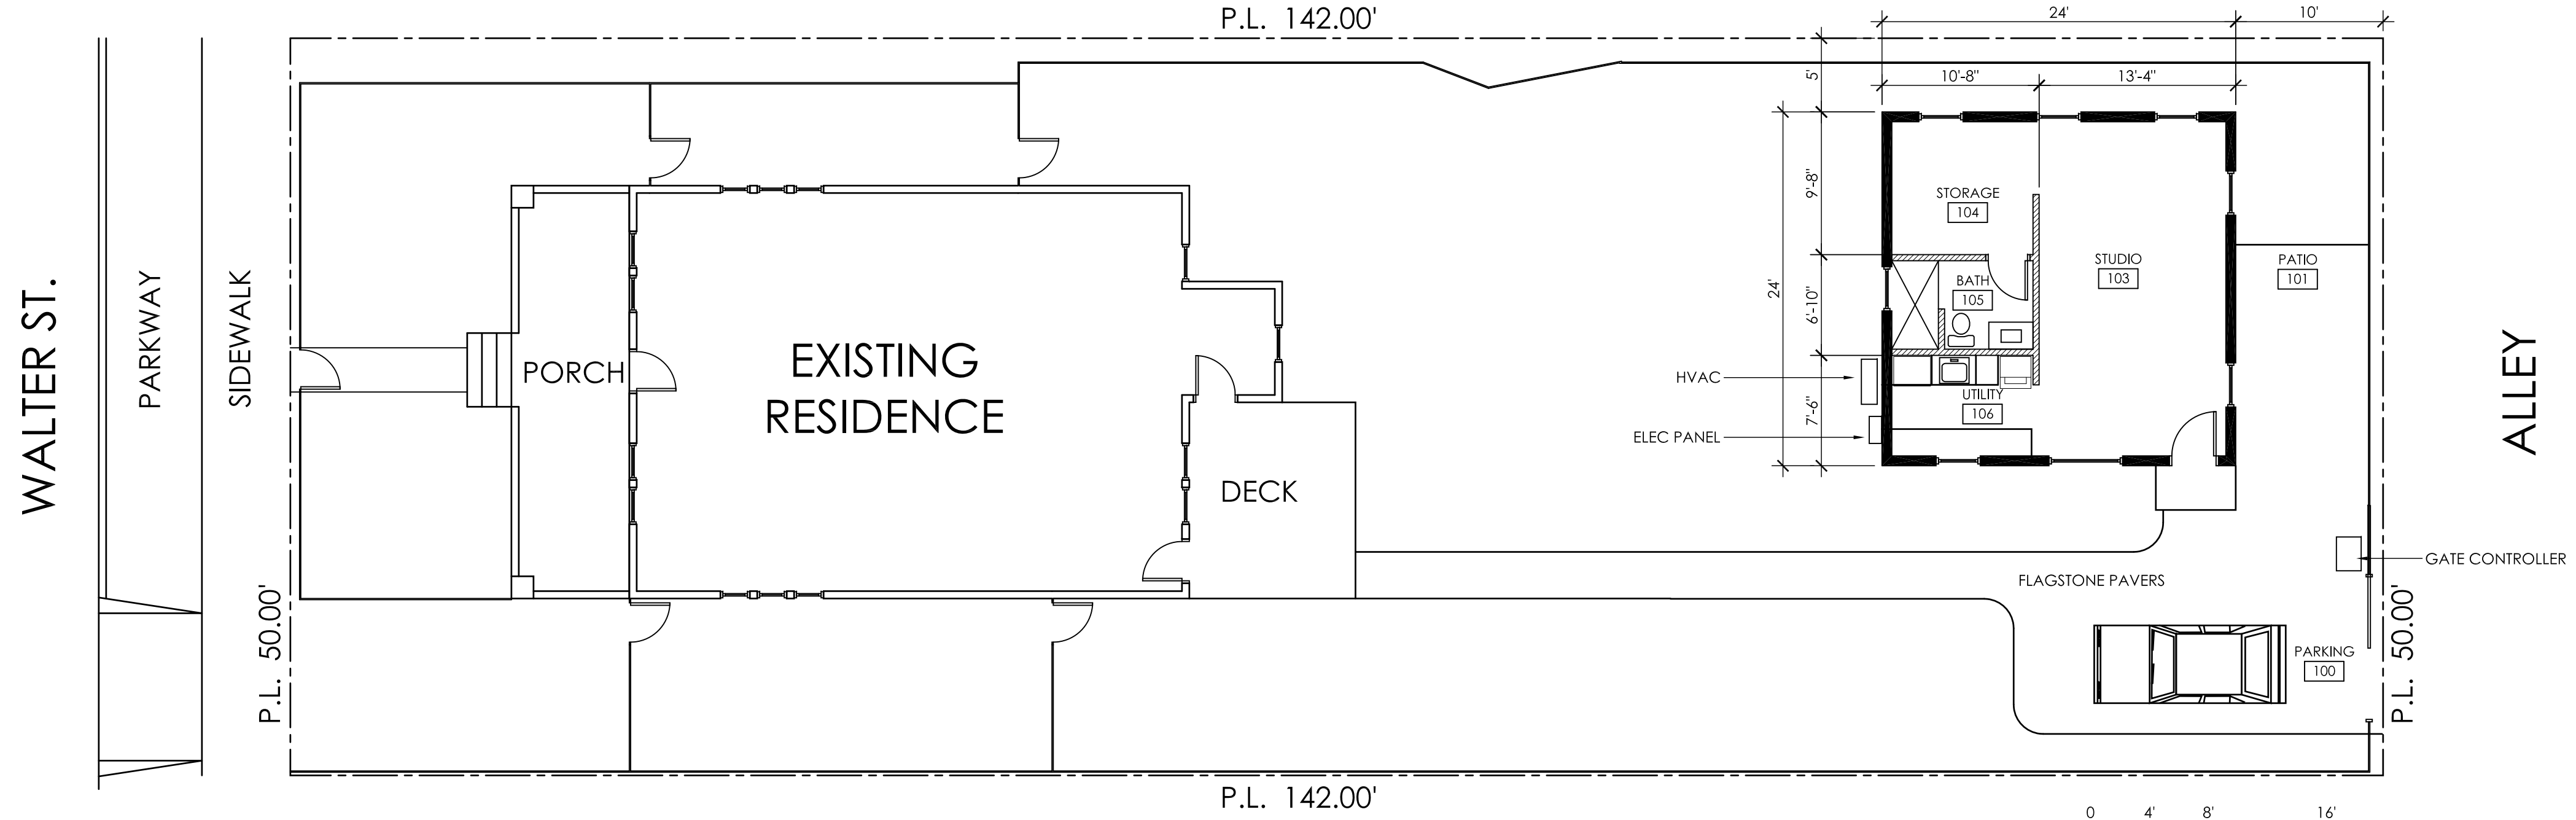 P.L. 142.00'
24'
10'
5'
10'-8"
13'-4"
WALTER ST.
PARKWAY
SIDEWALK
P.L. 50.00'
PORCH
EXISTING
RESIDENCE
DECK
24'
9'-8"
6'-10"
7'-6"
HVAC
ELEC PANEL
STORAGE
104
BATH
105
UTILITY
106
STUDIO
103
PATIO
101
ALLEY
GATE CONTROLLER
FLAGSTONE PAVERS
PARKING
100
P.L. 50.00'
P.L. 142.00'
0 4' 8' 16'